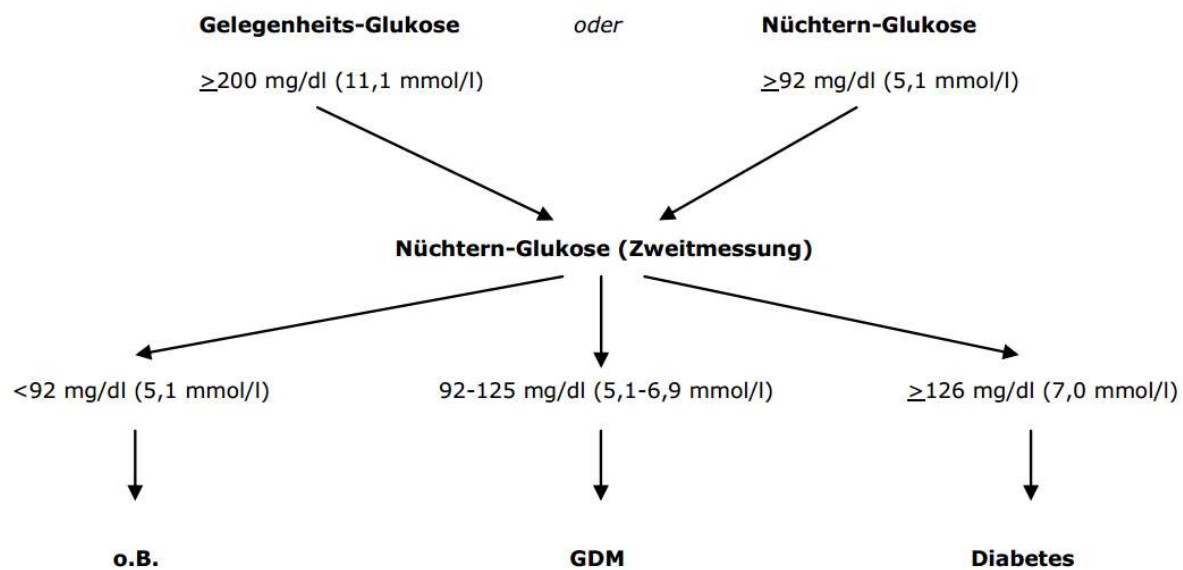 Gelegenheits-Glukose oder Nüchtern-Glukose
≥200 mg/dl (11,1 mmol/l) ≥92 mg/dl (5,1 mmol/l)
Nüchtern-Glukose (Zweitmessung)
<92 mg/dl (5,1 mmol/l) 92-125 mg/dl (5,1-6,9 mmol/l) ≥126 mg/dl (7,0 mmol/l)
o.B. GDM Diabetes